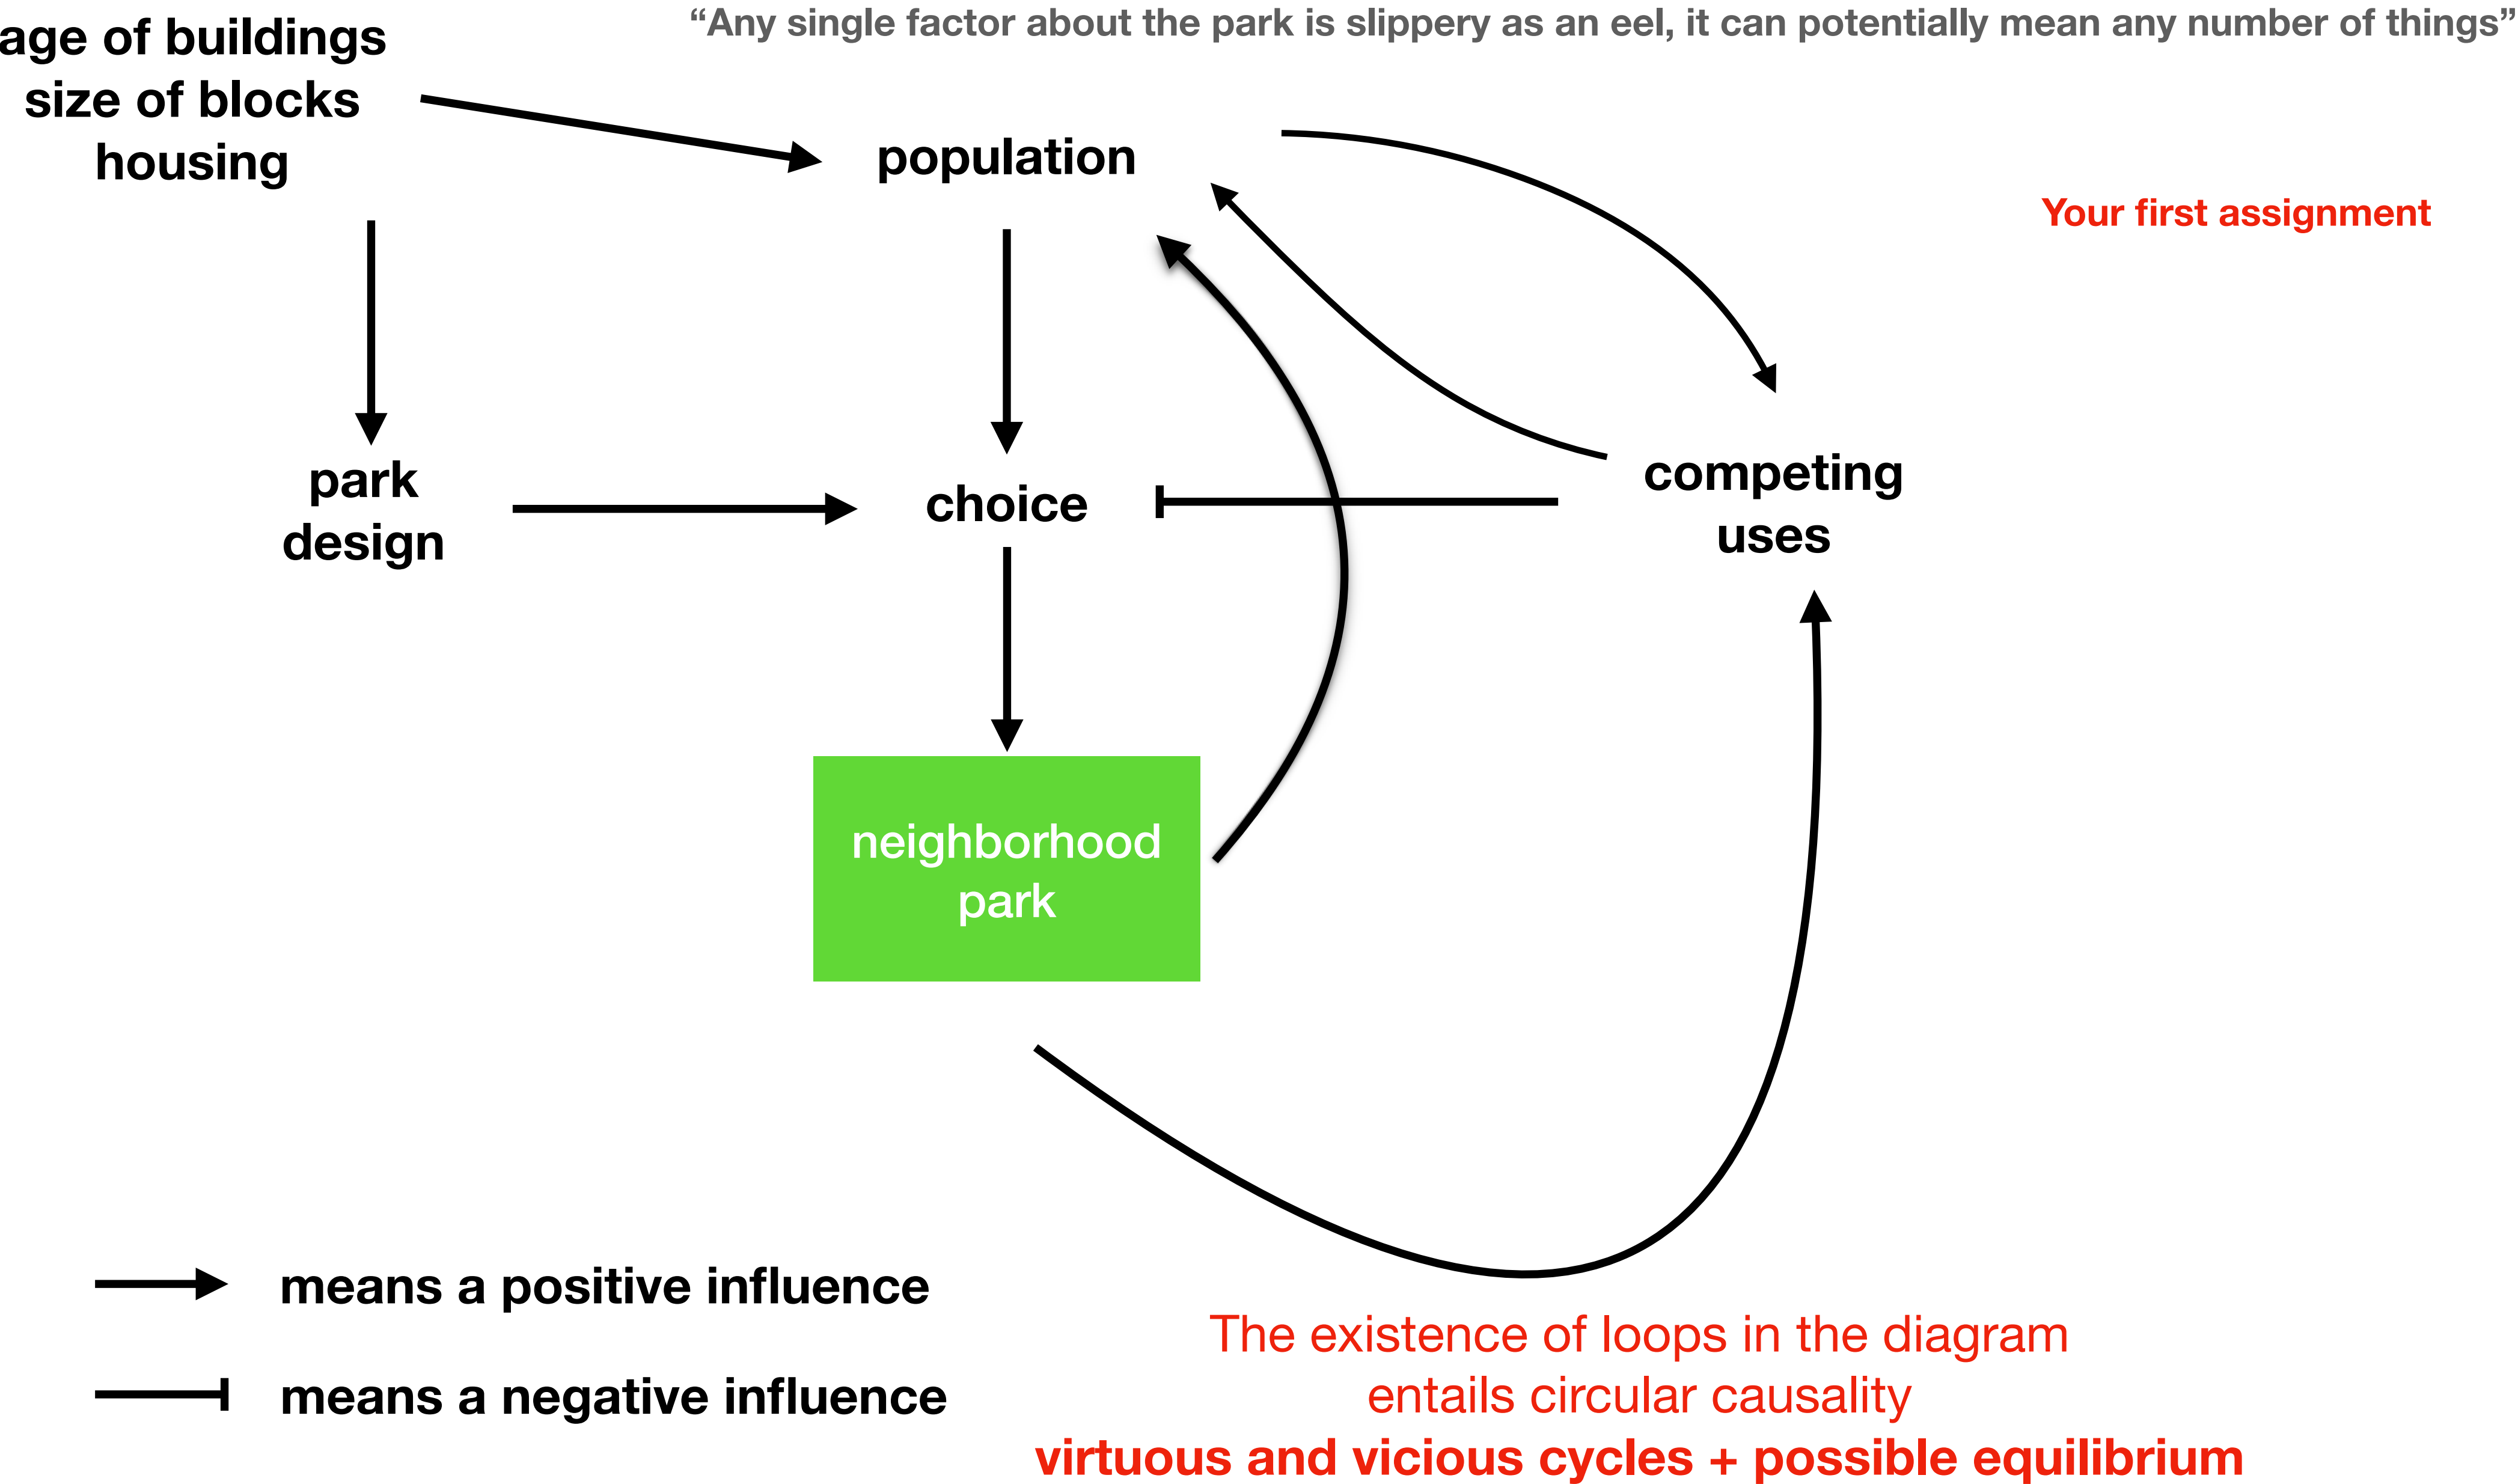 “Any single factor about the park is slippery as an eel, it can potentially mean any number of things”
age of buildings
size of blocks
housing
population
Your first assignment
park
design
choice
competing
uses
neighborhood
park
means a positive influence
means a negative influence
The existence of loops in the diagram
entails circular causality
virtuous and vicious cycles + possible equilibrium